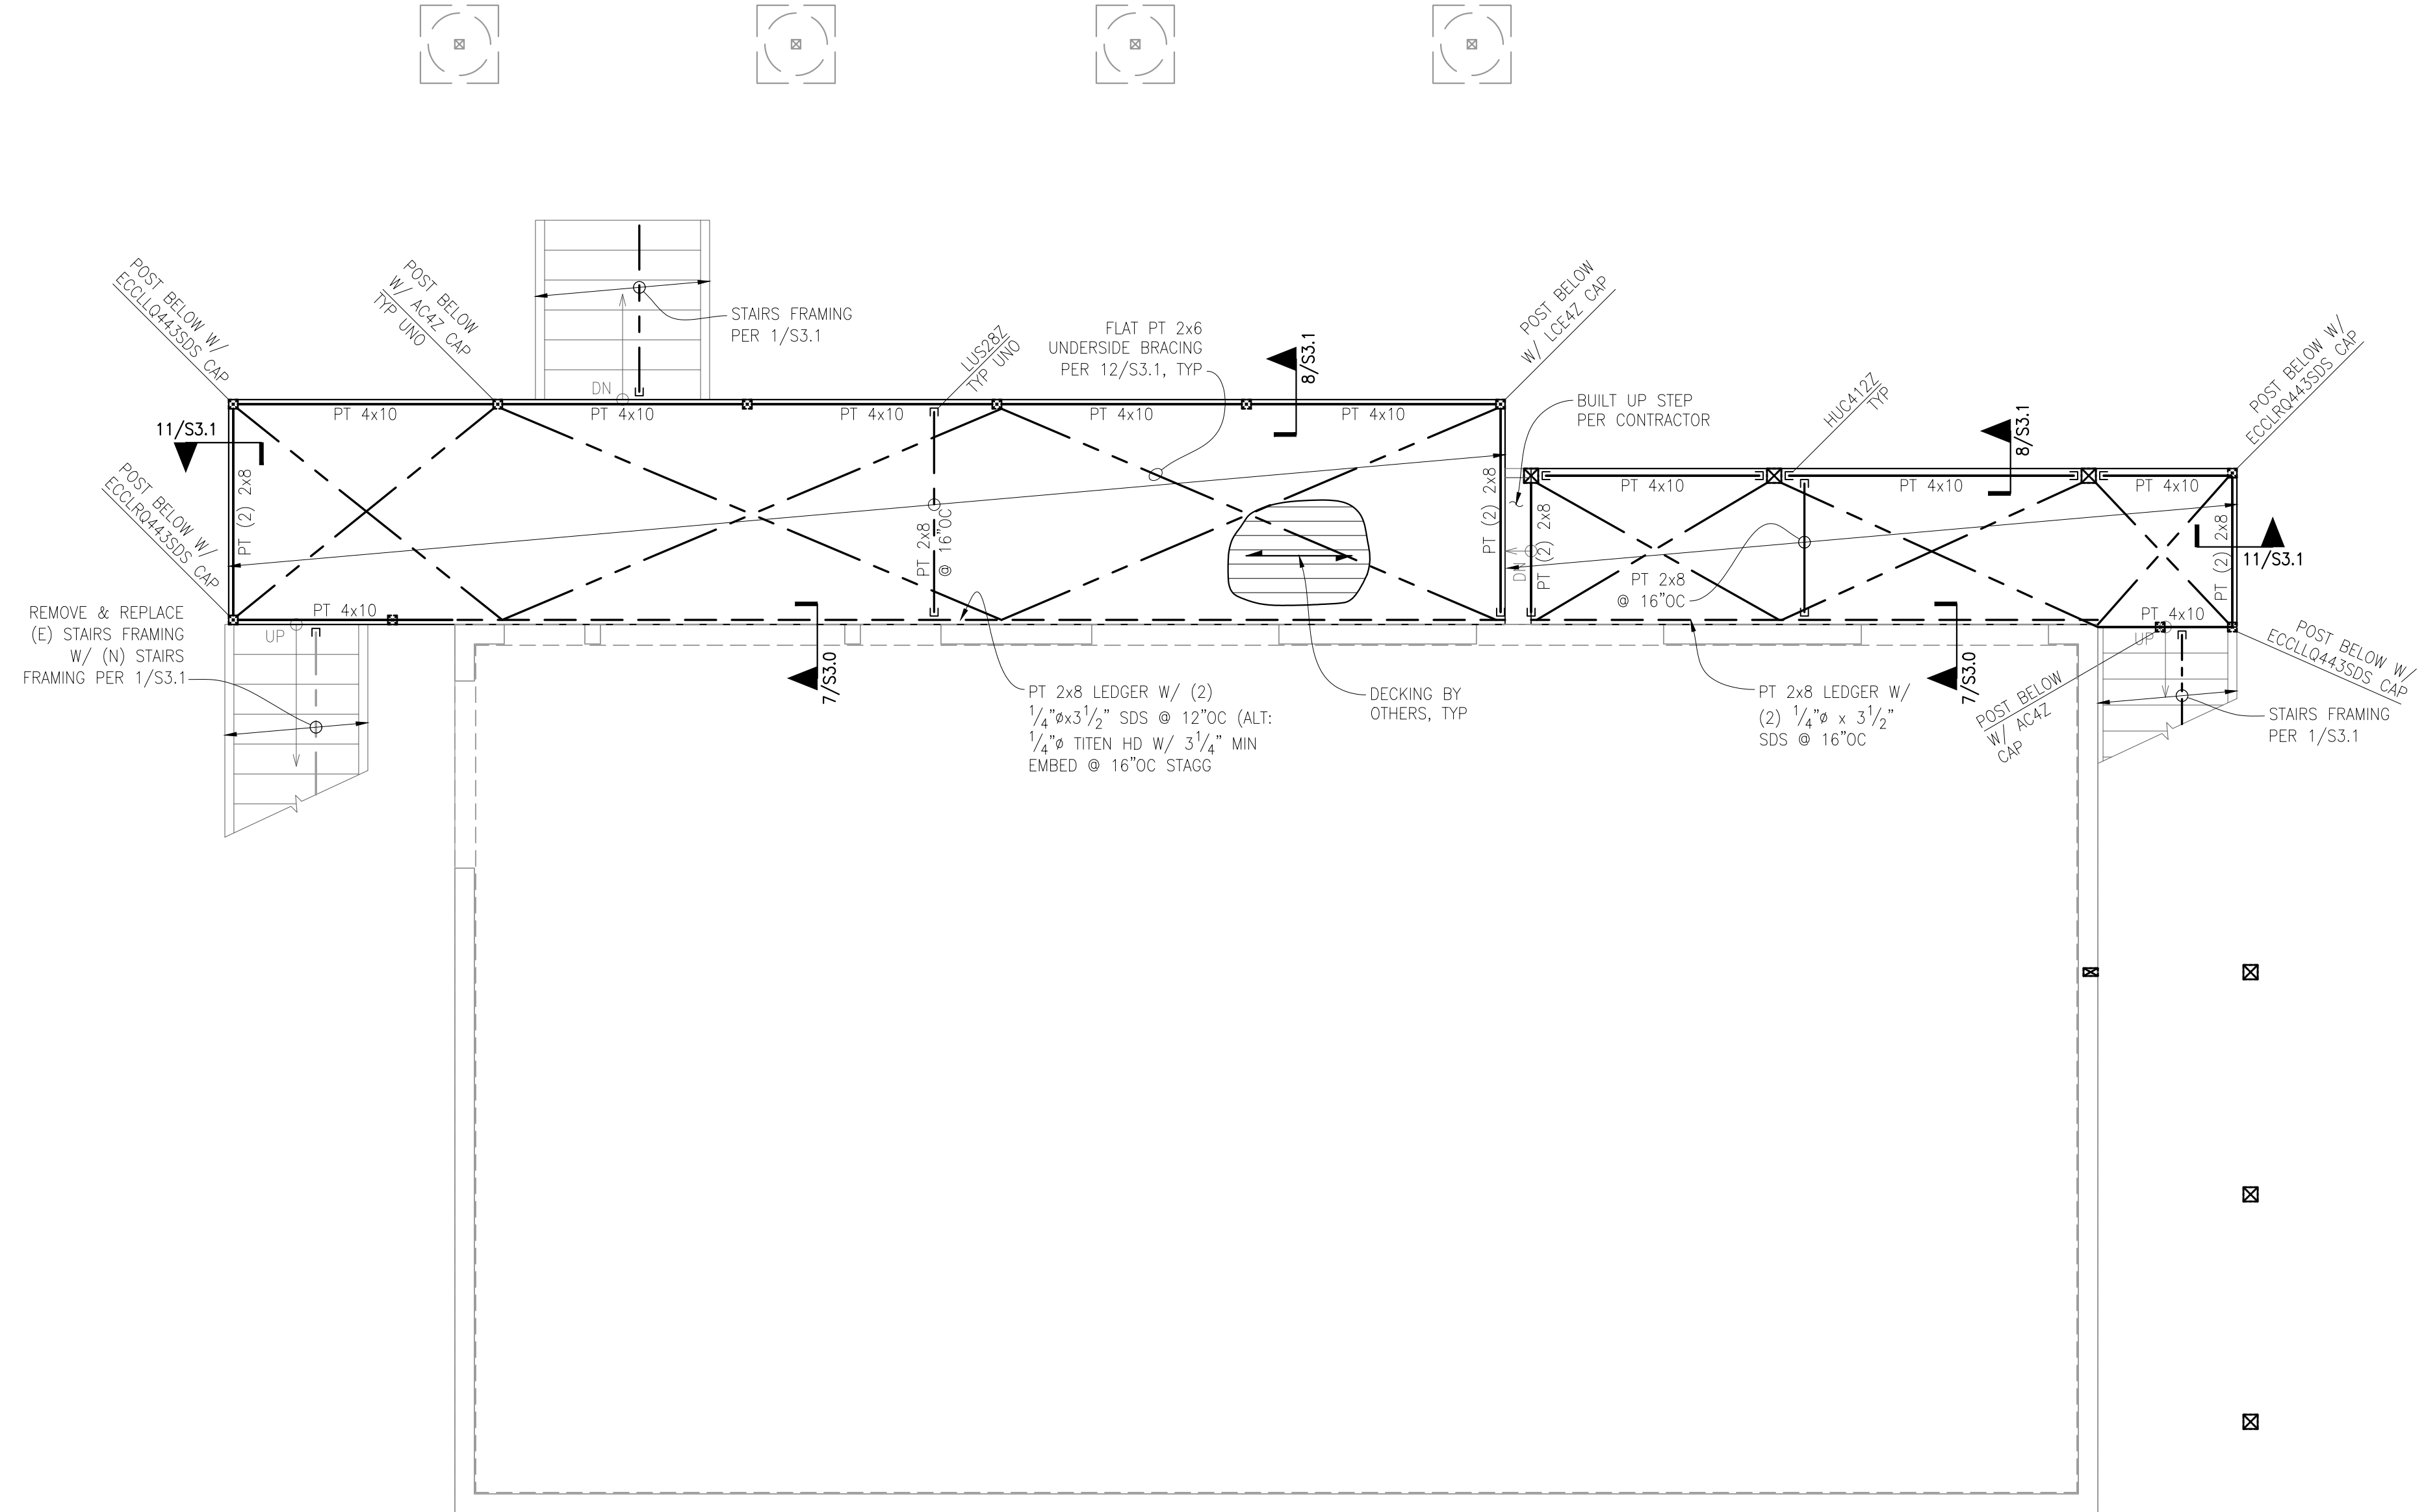 POST BELOW W/
ECCLLQ443SDS CAP
POST BELOW
W/ AC4Z CAP
TYP UNO
STAIRS FRAMING
PER 1/S3.1
DN
LUS28Z
TYP UNO
FLAT PT 2x6
UNDERSIDE BRACING
PER 12/S3.1, TYP
8/S3.1
POST BELOW
W/ LCE4Z CAP
BUILT UP STEP
PER CONTRACTOR
HUC412Z
TYP
8/S3.1
POST BELOW W/
ECCLRQ443SDS CAP
11/S3.1
PT 4x10
PT 4x10
PT 4x10
PT 4x10
PT 4x10
PT (2) 2x8
POST BELOW W/
ECCLRQ443SDS CAP
PT 2x8
@ 16"OC
PT (2) 2x8
DN
PT (2) 2x8
PT 4x10
PT 4x10
PT 4x10
PT 2x8
@ 16"OC
PT (2) 2x8
11/S3.1
REMOVE & REPLACE
(E) STAIRS FRAMING
W/ (N) STAIRS
FRAMING PER 1/S3.1
PT 4x10
UP
7/S3.0
PT 2x8 LEDGER W/ (2)
1/4"øx3 1/2" SDS @ 12"OC (ALT:
1/4"ø TITEN HD W/ 3 1/4" MIN
EMBED @ 16"OC STAGG
DECKING BY
OTHERS, TYP
PT 2x8 LEDGER W/
(2) 1/4"ø x 3 1/2"
SDS @ 16"OC
7/S3.0
PT 4x10
UP
POST BELOW
W/ AC4Z
CAP
POST BELOW W/
ECCLLQ443SDS CAP
STAIRS FRAMING
PER 1/S3.1